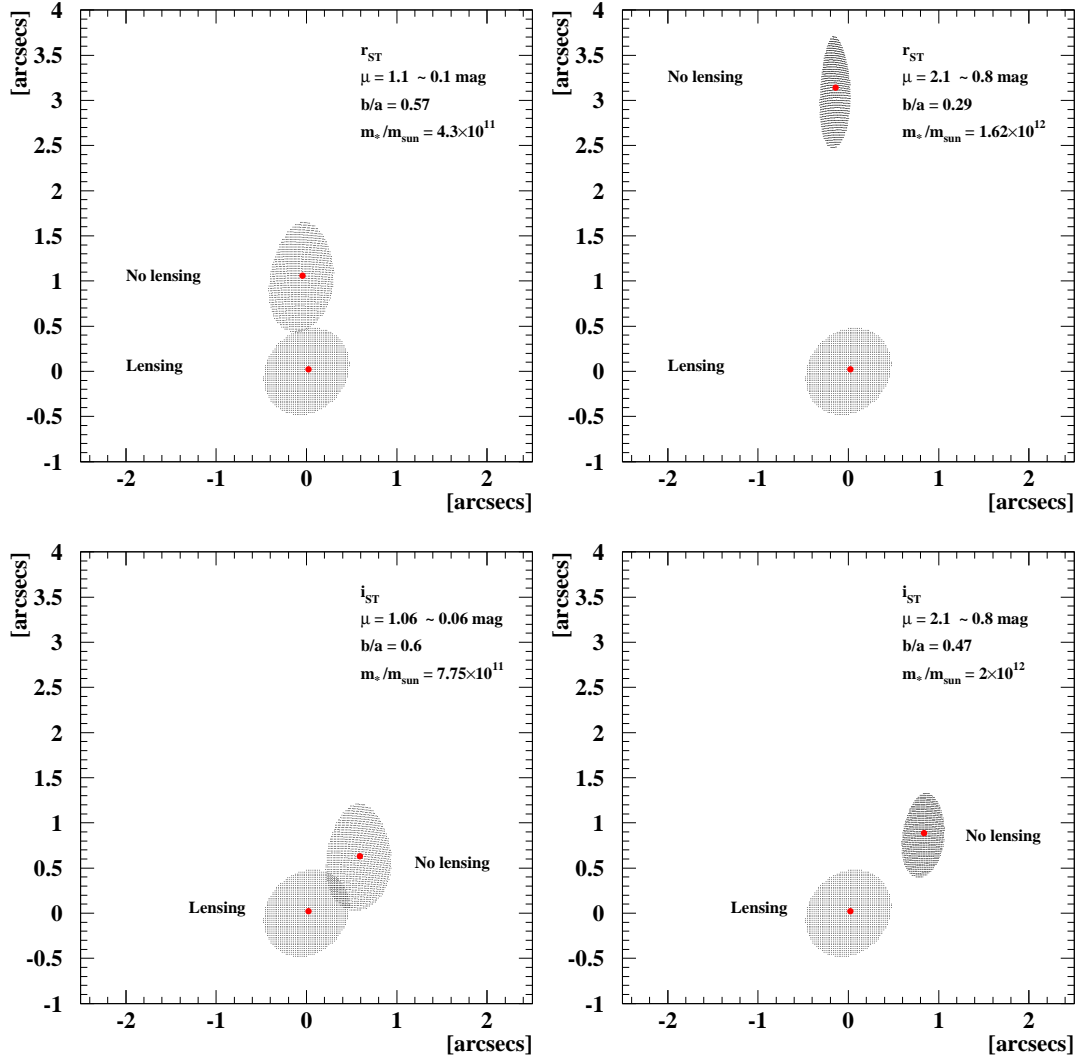 [arcsecs]
4
3.5
3
2.5
2
1.5
1
0.5
0
-0.5
-1
r_ST
μ = 1.1 ~ 0.1 mag
b/a = 0.57
m_*/m_sun = 4.3×10^11
No lensing
Lensing
-2 -1 0 1 2
[arcsecs]
[arcsecs]
4
3.5
3
2.5
2
1.5
1
0.5
0
-0.5
-1
r_ST
No lensing
μ = 2.1 ~ 0.8 mag
b/a = 0.29
m_*/m_sun = 1.62×10^12
Lensing
-2 -1 0 1 2
[arcsecs]
[arcsecs]
4
3.5
3
2.5
2
1.5
1
0.5
0
-0.5
-1
i_ST
μ = 1.06 ~ 0.06 mag
b/a = 0.6
m_*/m_sun = 7.75×10^11
No lensing
Lensing
-2 -1 0 1 2
[arcsecs]
[arcsecs]
4
3.5
3
2.5
2
1.5
1
0.5
0
-0.5
-1
i_ST
μ = 2.1 ~ 0.8 mag
b/a = 0.47
m_*/m_sun = 2×10^12
No lensing
Lensing
-2 -1 0 1 2
[arcsecs]